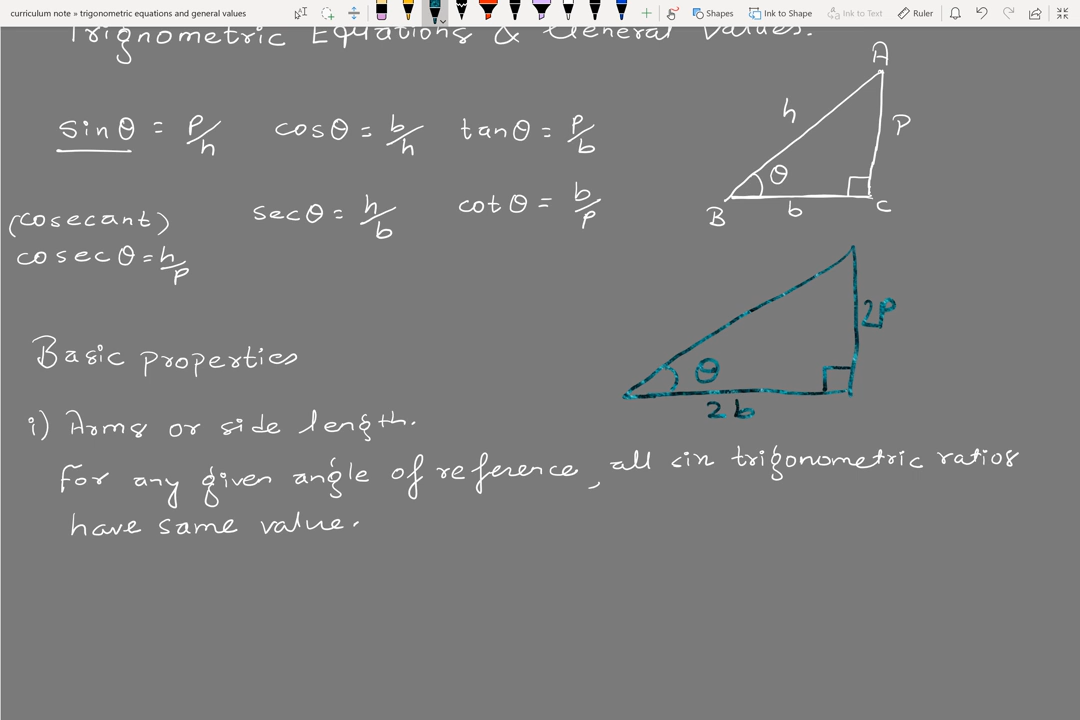 curriculum note » trigonometric equations and general values
Shapes Ink to Shape Ink to Text Ruler
Trignometric Equations & General Values.
sinθ = p/h cosθ = b/h tanθ = p/b
(cosecant)
cosecθ = h/p secθ = h/b cotθ = b/p
A
h
p
θ
B b C
2p
θ
2b
Basic properties
i) Arms or side length.
For any given angle of reference, all six trigonometric ratios
have same value.